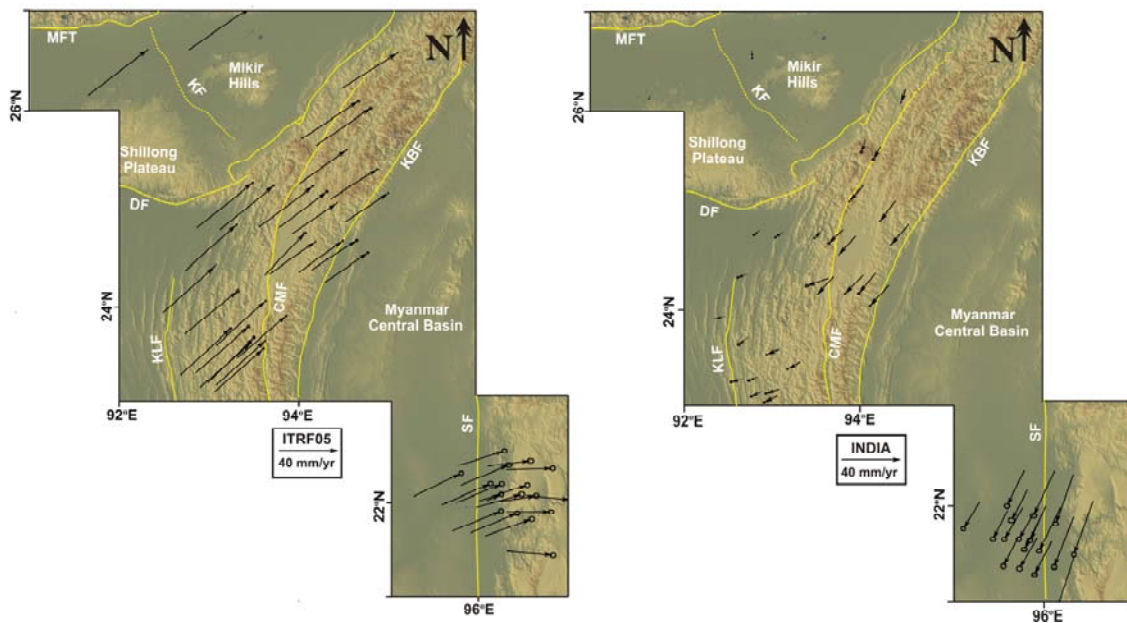 MFT
N
Mikir
Hills
KF
26°N
Shillong
Plateau
KBF
DF
24°N
CMF
Myanmar
Central Basin
KLF
92°E
94°E
ITRF05
40 mm/yr
SF
22°N
96°E
MFT
N
Mikir
Hills
KF
26°N
Shillong
Plateau
KBF
DF
24°N
Myanmar
Central Basin
KLF
CMF
92°E
94°E
INDIA
40 mm/yr
SF
22°N
96°E